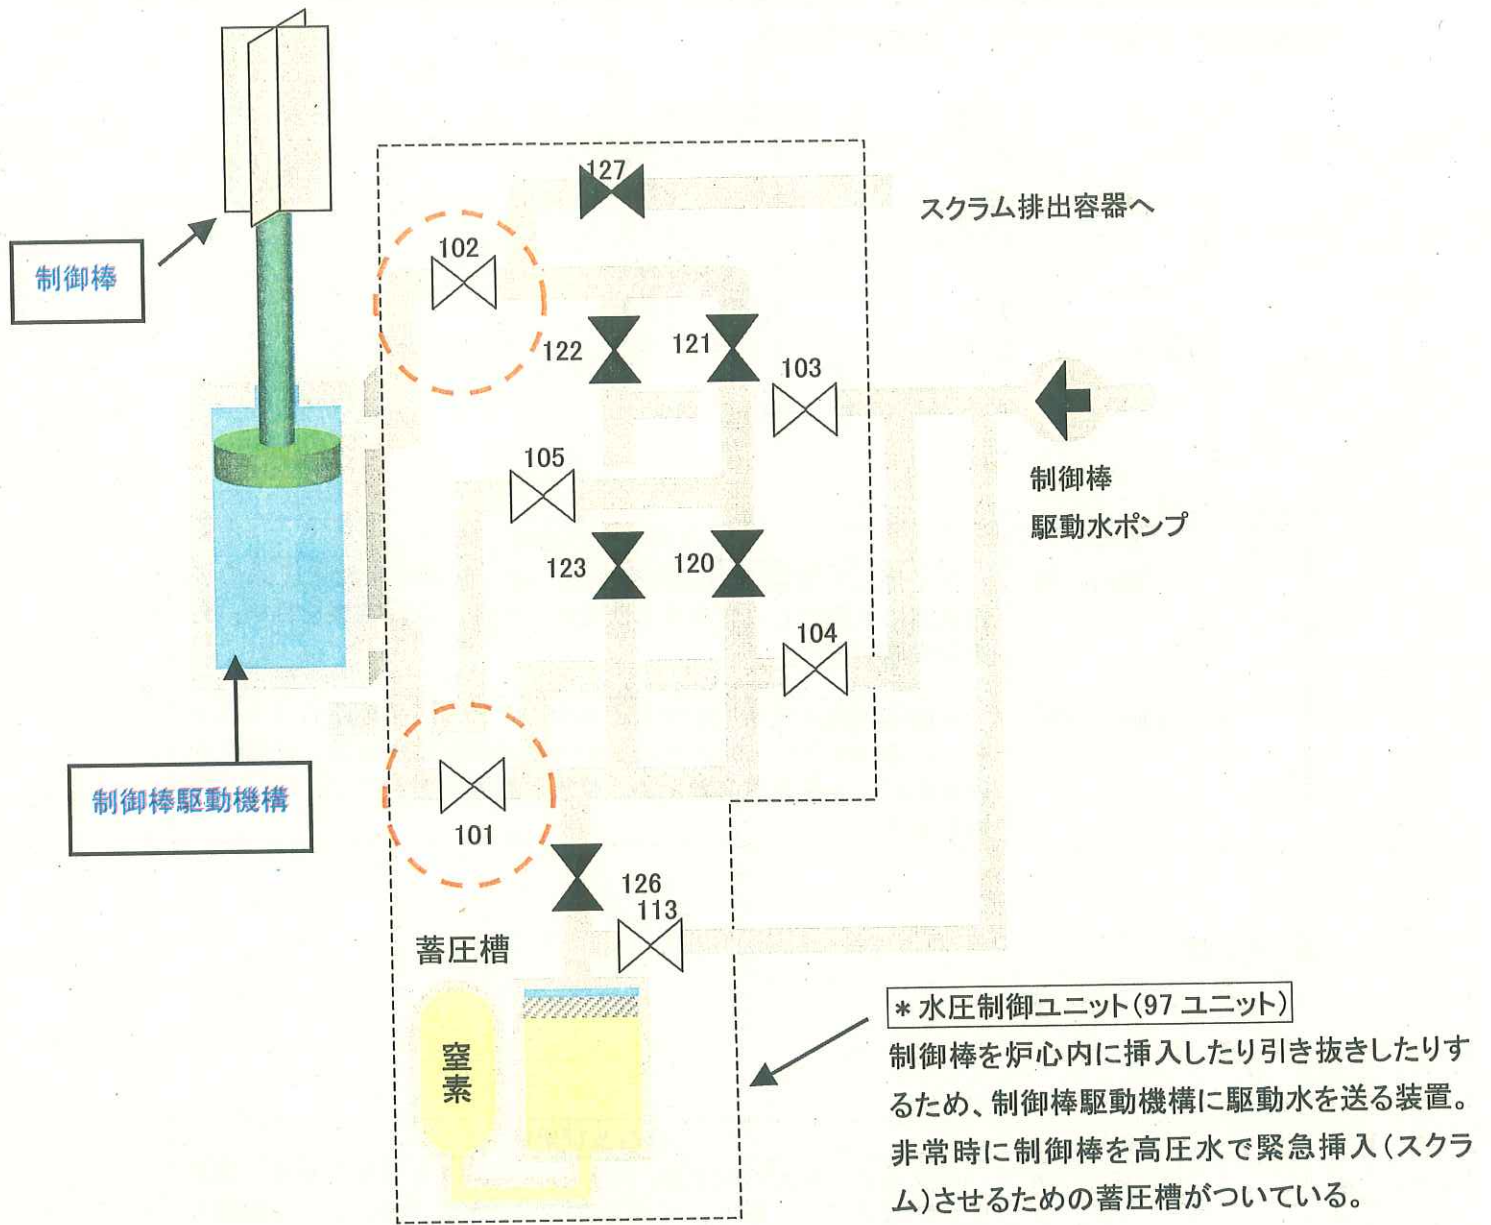 127
スクラム排出容器へ
102
制御棒
122
121
103
105
制御棒
駆動水ポンプ
123
120
104
制御棒駆動機構
101
126
113
蓄圧槽
窒素
*水圧制御ユニット(97 ユニット)
制御棒を炉心内に挿入したり引き抜きしたりす
るため、制御棒駆動機構に駆動水を送る装置。
非常時に制御棒を高圧水で緊急挿入(スクラ
ム)させるための蓄圧槽がついている。